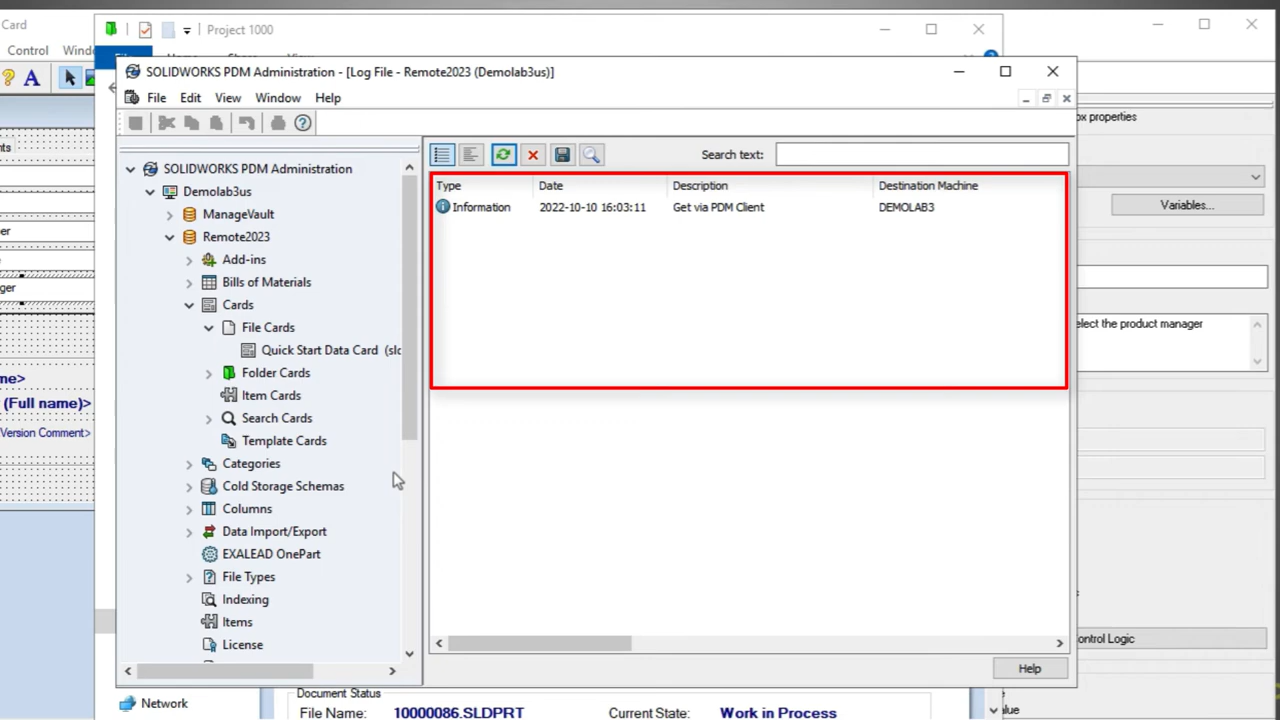 Card
Project 1000
Control
SOLIDWORKS PDM Administration - [Log File - Remote2023 (Demolab3us)]
File Edit View Window Help
Search text:
SOLIDWORKS PDM Administration
Demolab3us
ManageVault
Remote2023
Add-ins
Bills of Materials
Cards
File Cards
Quick Start Data Card
Folder Cards
Item Cards
Search Cards
Template Cards
Categories
Cold Storage Schemas
Columns
Data Import/Export
EXALEAD OnePart
File Types
Indexing
Items
License
Type Date Description Destination Machine
Information 2022-10-10 16:03:11 Get via PDM Client DEMOLAB3
Help
properties
Variables...
select the product manager
Control Logic
(Full name)>
Version Comment>
Network
Document Status
File Name: 10000086.SLDPRT Current State: Work in Process